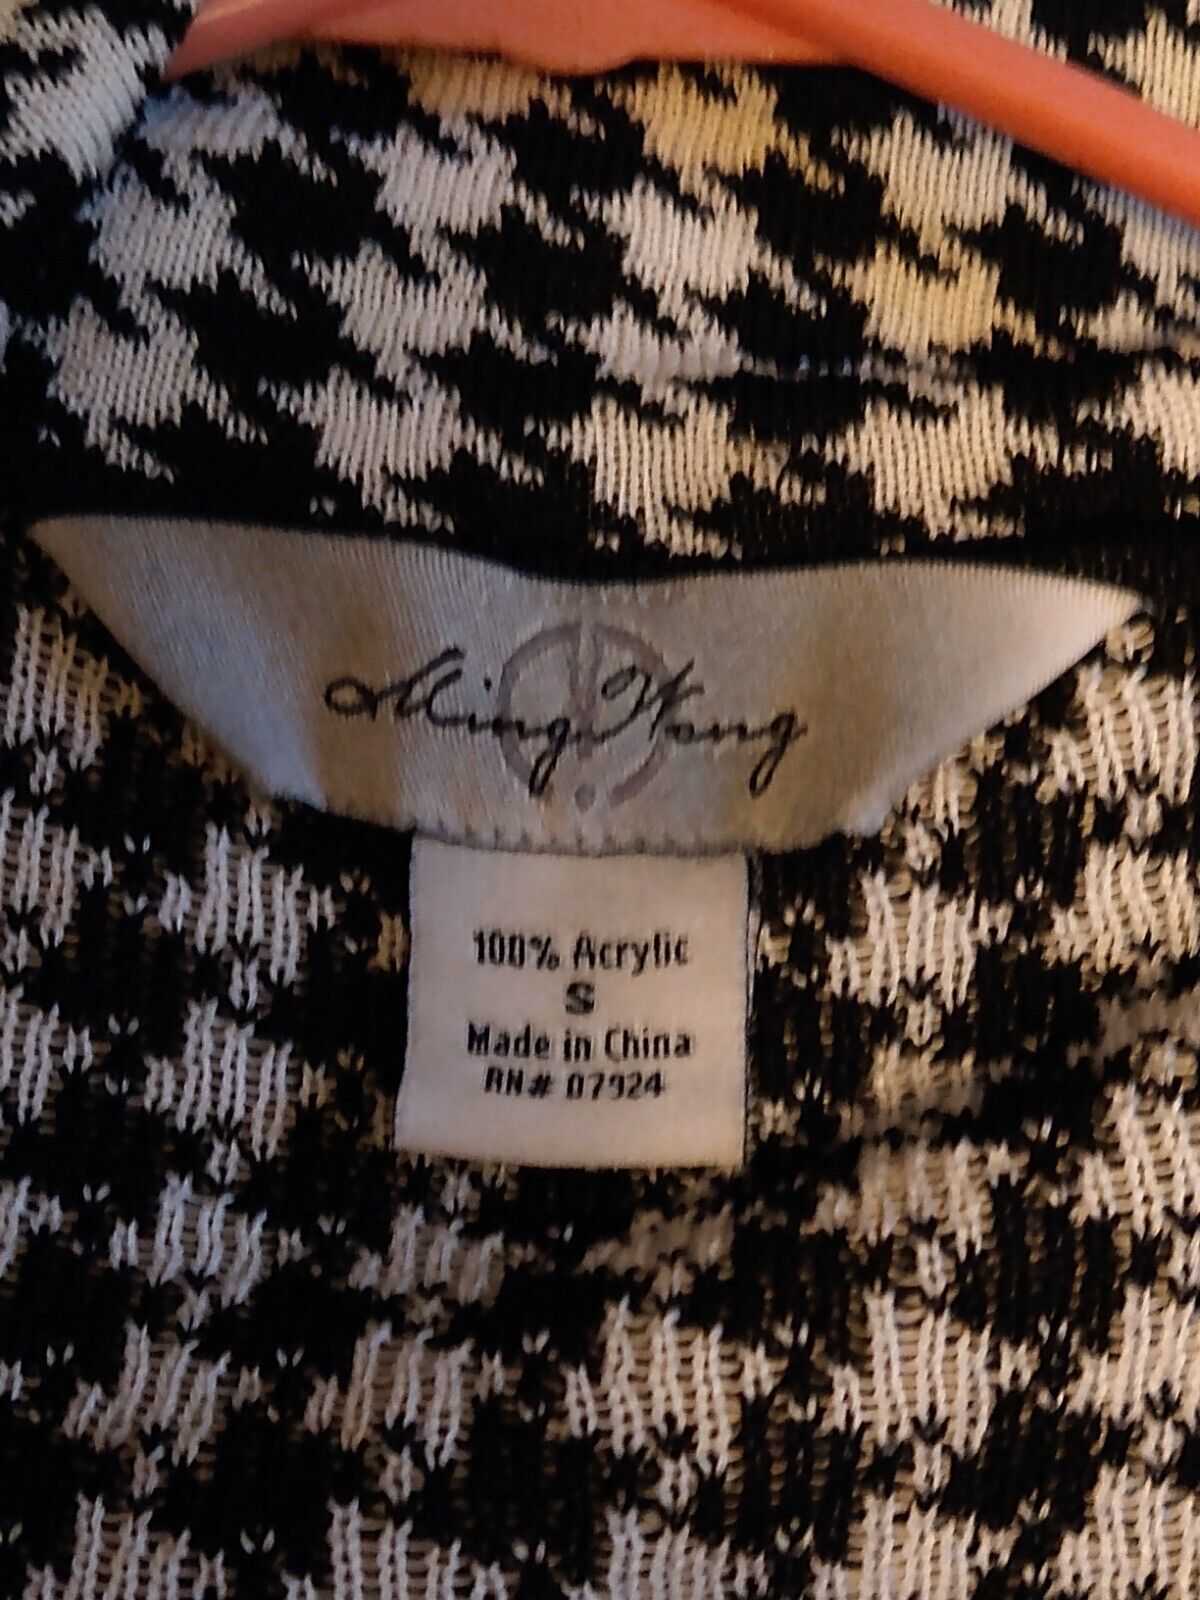 Ming Wang
100% Acrylic
S
Made in China
RN# 07924